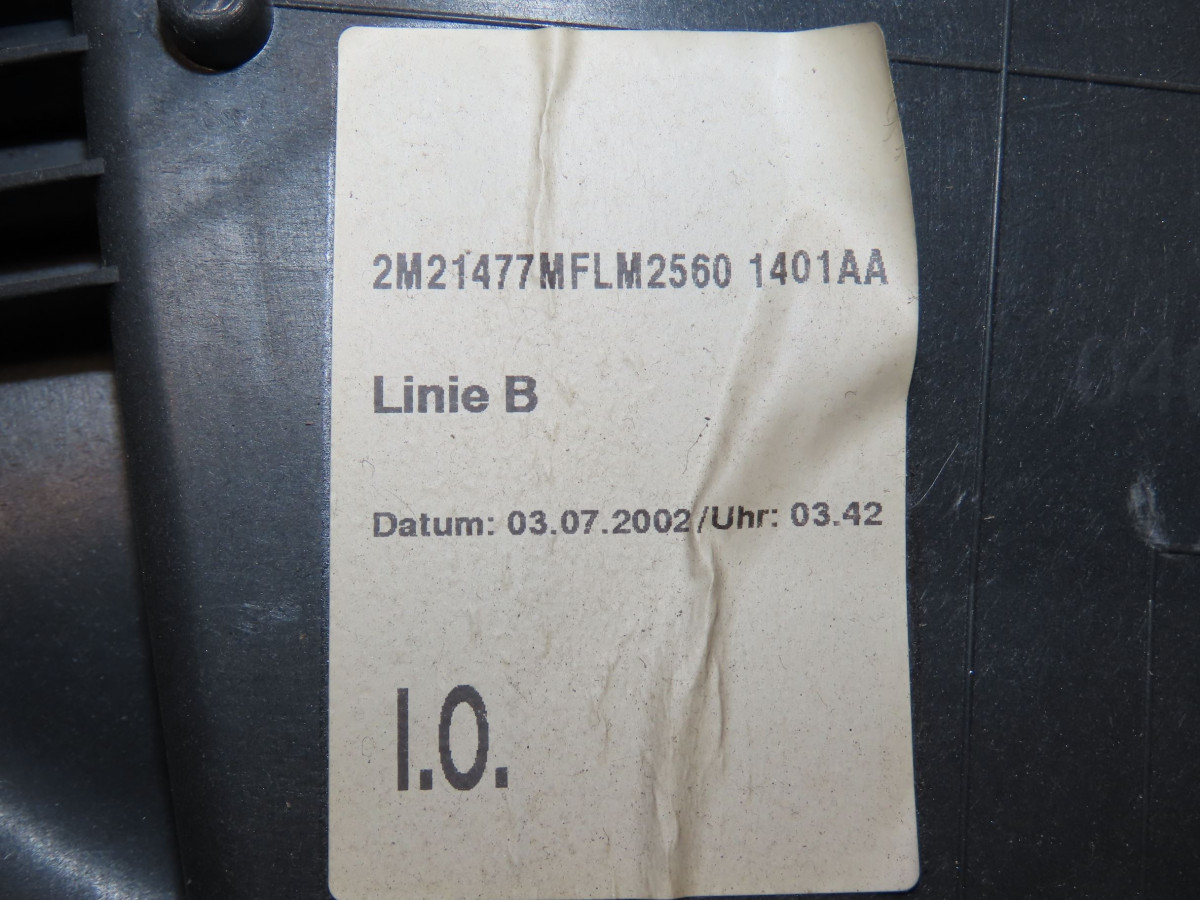 2M21477MFLM2560 1401AA
Linie B
Datum: 03.07.2002/Uhr: 03.42
I.O.